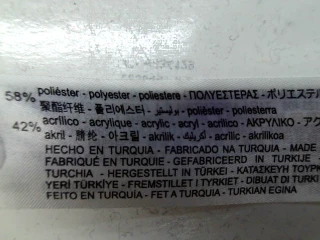 58% poliéster - polyester - poliestere - ΠΟΛΥΕΣΤΕΡΑΣ - ポリエステル
聚酯纤维 - 폴리에스터 - بوليستر - poliéster - poliesterra
42% acrílico - acrylique - acrylic - acryl - acrilico - ΑΚΡΥΛΙΚΟ - アク
akril - 腈纶 - 아크릴 - akrilik - أكريليك - acrílic - akrilikoa
HECHO EN TURQUIA - FABRICADO NA TURQUIA - MADE
FABRIQUÉ EN TURQUIE - GEFABRICEERD IN TURKIJE -
TURCHIA - HERGESTELLT IN TÜRKEI - ΚΑΤΑΣΚΕΥΗ ΤΟΥΡΚ
YERİ TÜRKİYE - FREMSTILLET I TYRKIET - DIBUAT DI TURKI
FEITO EN TURQUÍA - FET A TURQUIA - TURKIAN EGINA